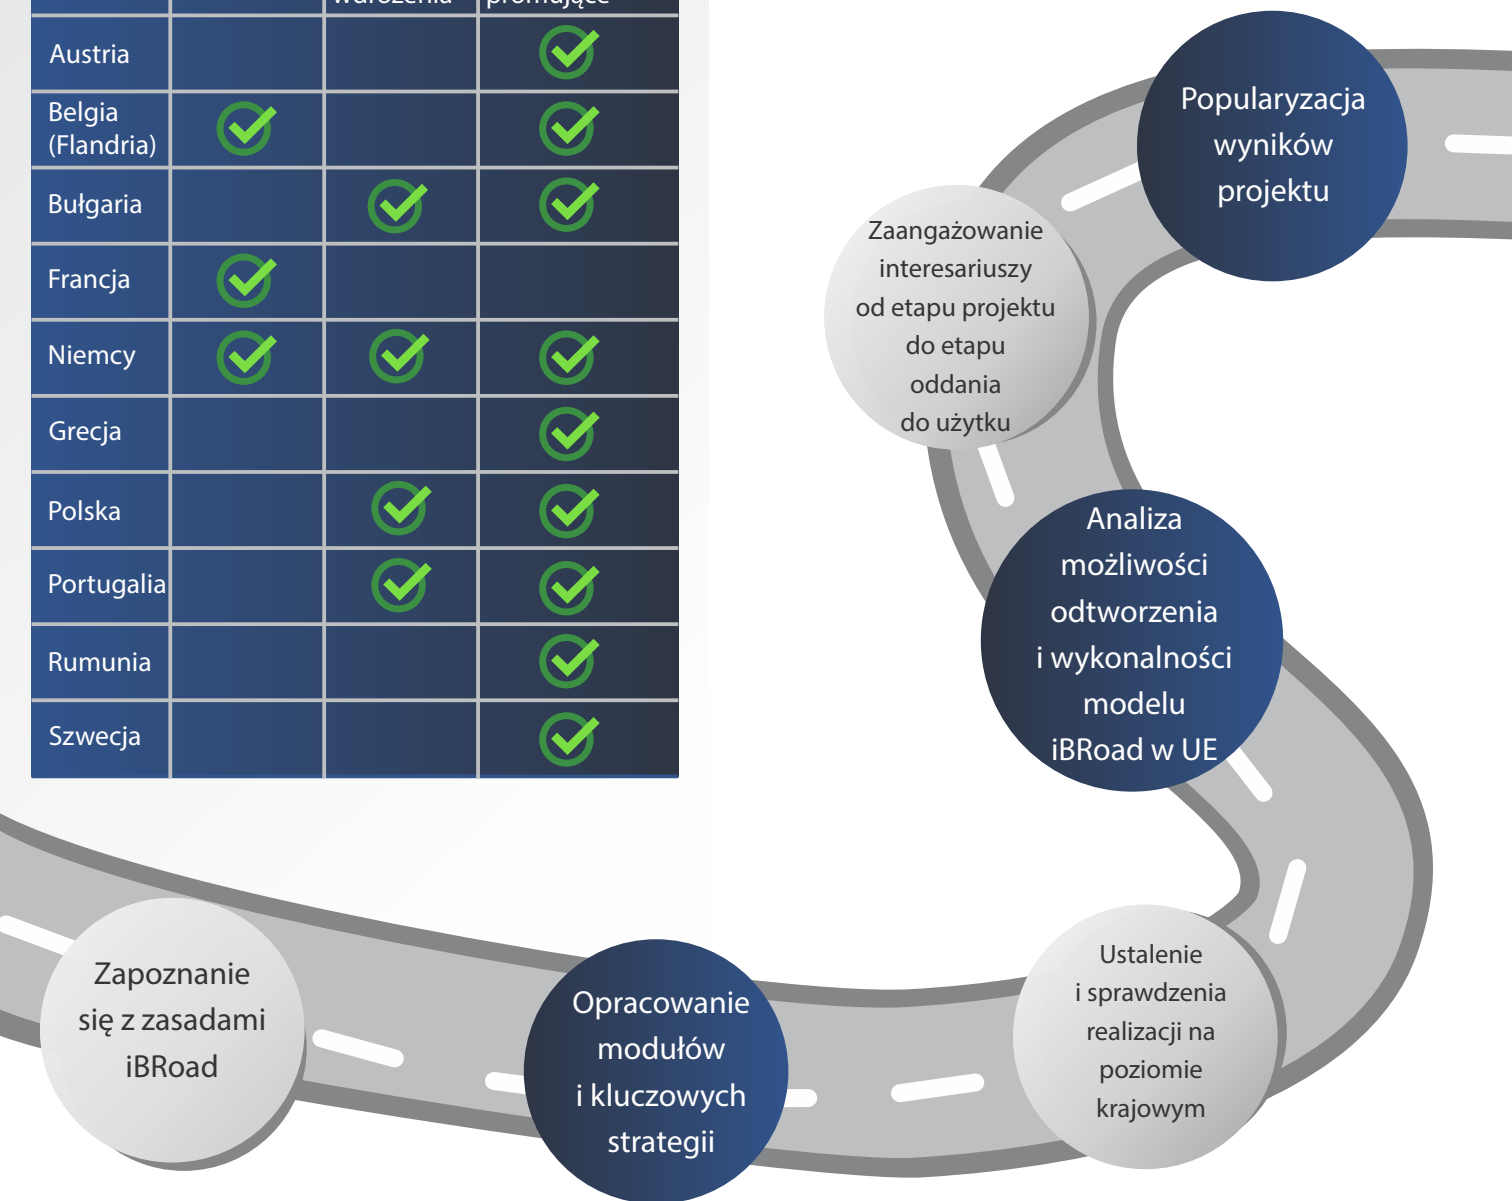 wdrożenia promujące
Austria
Belgia
(Flandria)
Bułgaria
Francja
Niemcy
Grecja
Polska
Portugalia
Rumunia
Szwecja
Popularyzacja
wyników
projektu
Zaangażowanie
interesariuszy
od etapu projektu
do etapu
oddania
do użytku
Analiza
możliwości
odtworzenia
i wykonalności
modelu
iBRoad w UE
Ustalenie
i sprawdzenia
realizacji na
poziomie
krajowym
Opracowanie
modułów
i kluczowych
strategii
Zapoznanie
się z zasadami
iBRoad